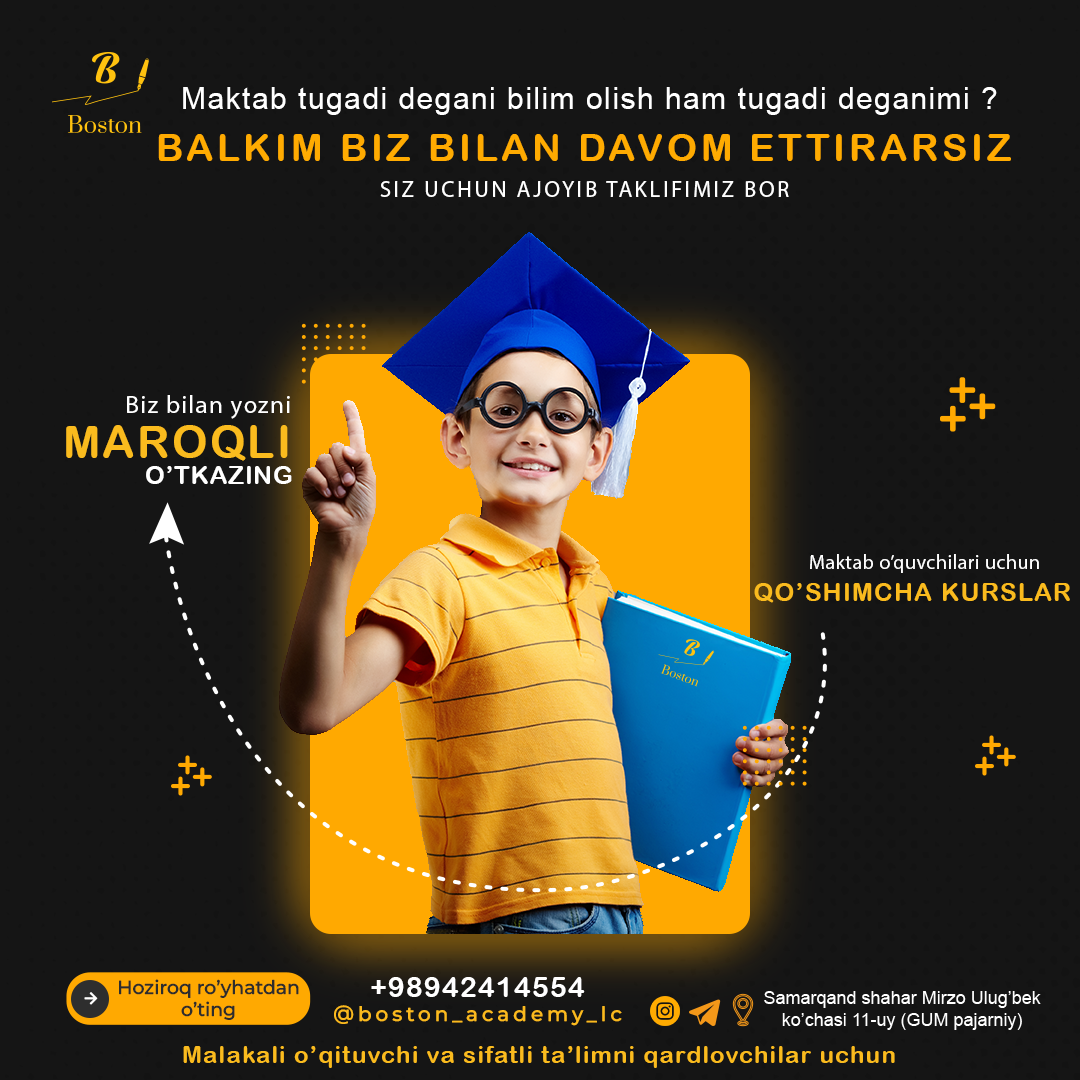 B
Boston
Maktab tugadi degani bilim olish ham tugadi deganimi ?
BALKIM BIZ BILAN DAVOM ETTIRARSIZ
SIZ UCHUN AJOYIB TAKLIFIMIZ BOR
Biz bilan yozni
MAROQLI
O’TKAZING
Maktab o’quvchilari uchun
QO’SHIMCHA KURSLAR
B
Boston
Hoziroq ro’yhatdan
o’ting
+98942414554
@boston_academy_lc
Samarqand shahar Mirzo Ulug’bek
ko’chasi 11-uy (GUM pajarniy)
Malakali o’qituvchi va sifatli ta’limni qardlovchilar uchun